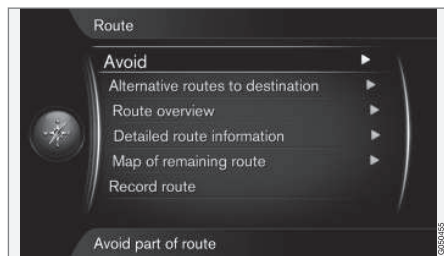 Route
Avoid
Alternative routes to destination
Route overview
Detailed route information
Map of remaining route
Record route
Avoid part of route
G050455